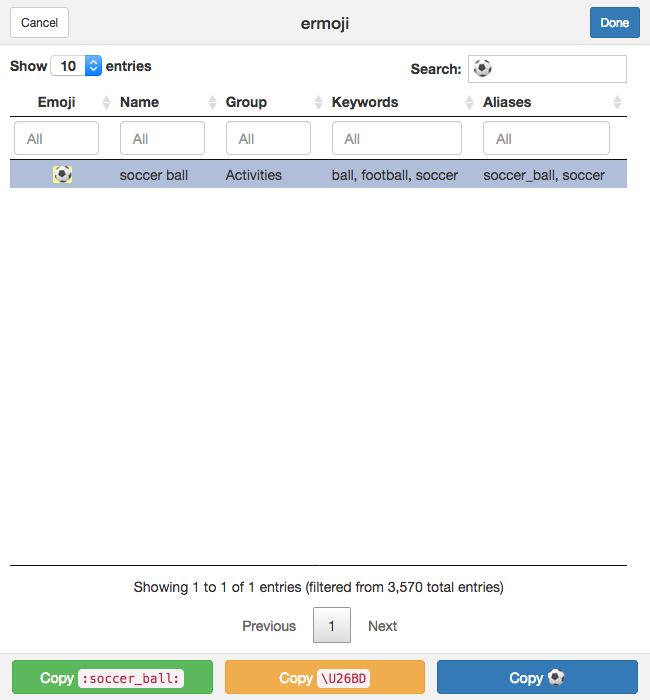 Cancel ermoji Done
Show 10 entries Search: ⚽
Emoji Name Group Keywords Aliases
All All All All All
⚽ soccer ball Activities ball, football, soccer soccer_ball, soccer
Showing 1 to 1 of 1 entries (filtered from 3,570 total entries)
Previous 1 Next
Copy :soccer_ball: Copy \U26BD Copy ⚽